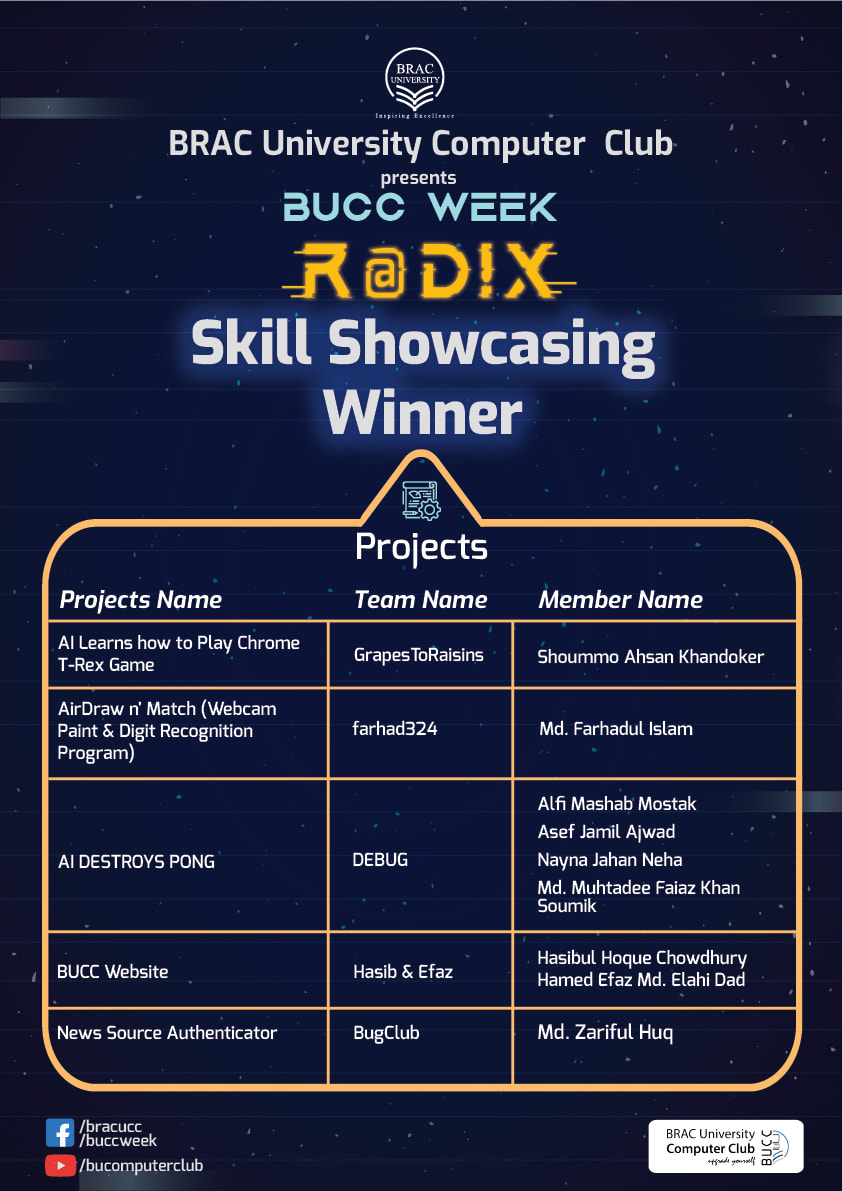 BRAC
UNIVERSITY
Inspiring Excellence
BRAC University Computer Club
presents
BUCC WEEK
R@D!X
Skill Showcasing
Winner
Projects
Projects Name
Team Name
Member Name
AI Learns how to Play Chrome
T-Rex Game
GrapesToRaisins
Shoummo Ahsan Khandoker
AirDraw n' Match (Webcam
Paint & Digit Recognition
Program)
farhad324
Md. Farhadul Islam
AI DESTROYS PONG
DEBUG
Alfi Mashab Mostak
Asef Jamil Ajwad
Nayna Jahan Neha
Md. Muhtadee Faiaz Khan
Soumik
BUCC Website
Hasib & Efaz
Hasibul Hoque Chowdhury
Hamed Efaz Md. Elahi Dad
News Source Authenticator
BugClub
Md. Zariful Huq
/bracucc
/buccweek
/bucomputerclub
BRAC University
Computer Club
upgrade yourself
BUCC